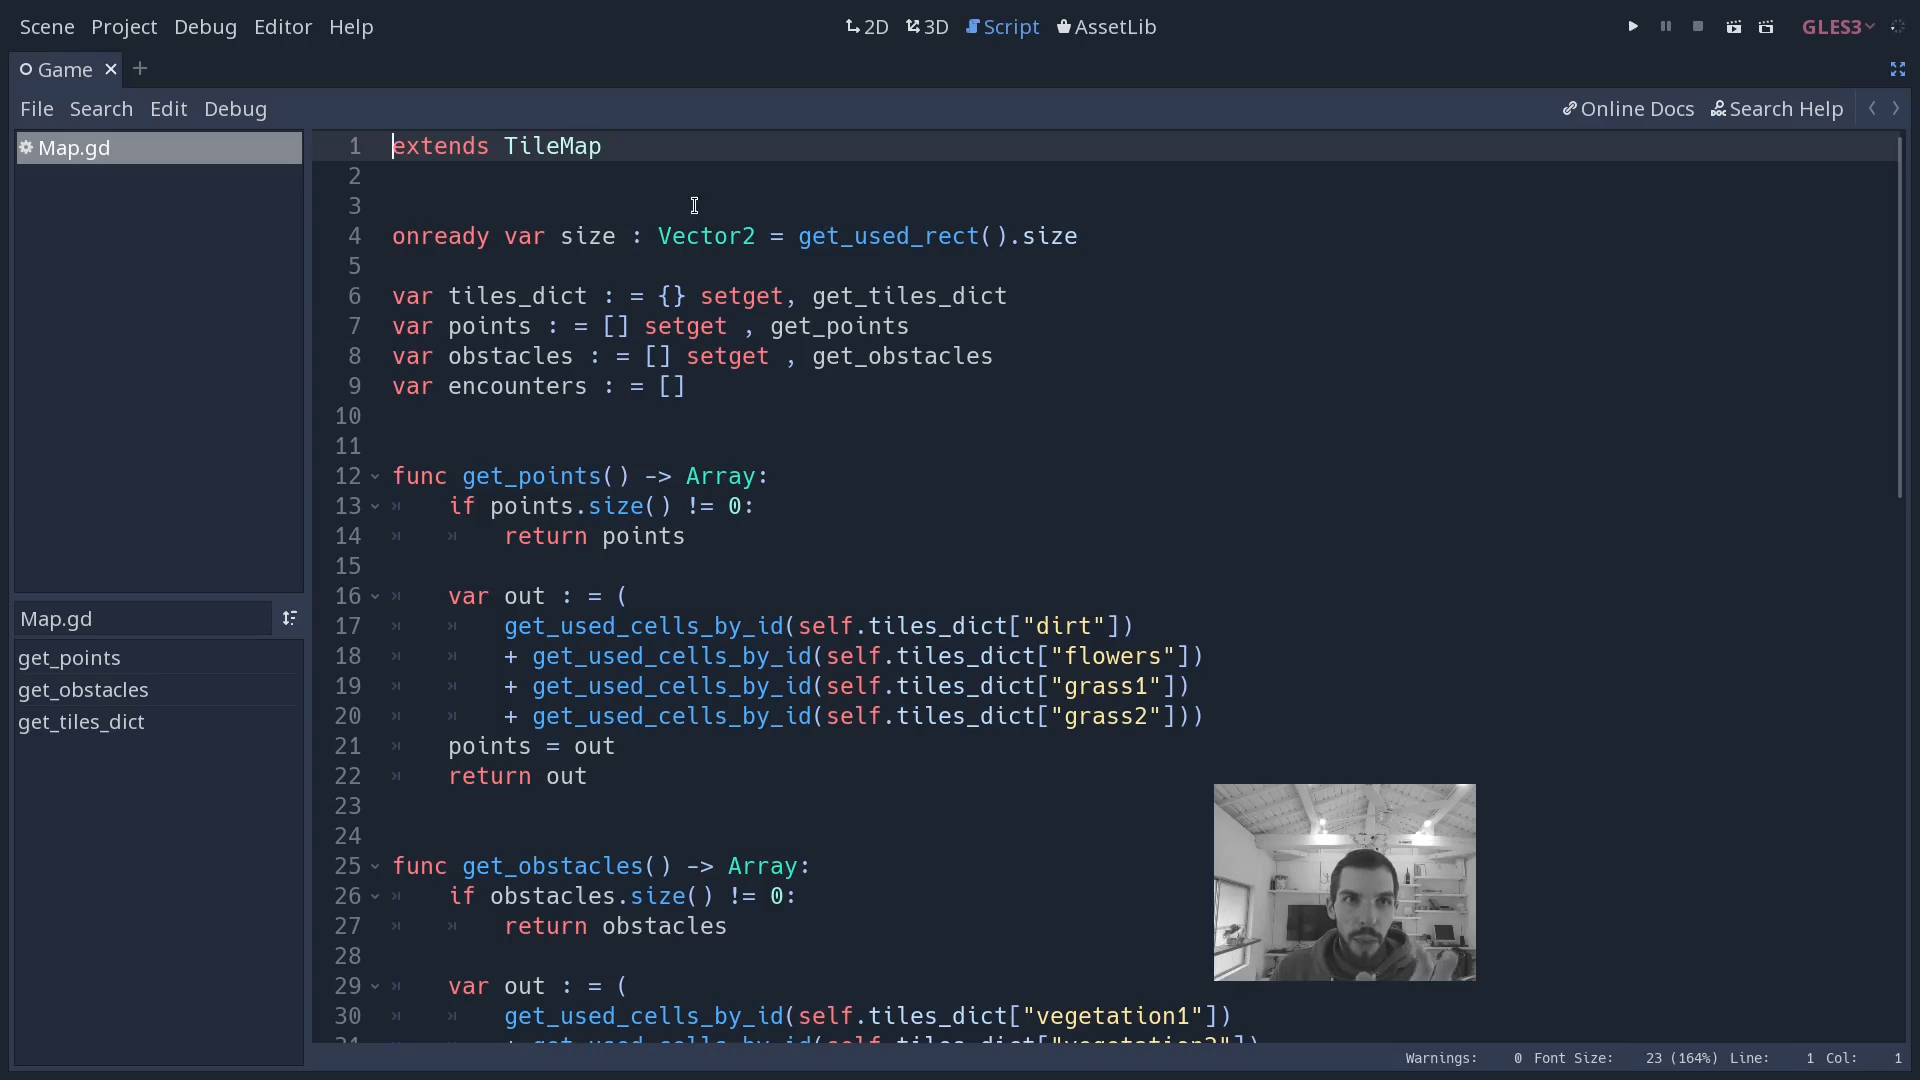 Scene Project Debug Editor Help
2D 3D Script AssetLib
GLES3
Game
File Search Edit Debug
Online Docs Search Help
Map.gd
Map.gd
get_points
get_obstacles
get_tiles_dict
1 extends TileMap
2
3
4 onready var size : Vector2 = get_used_rect().size
5
6 var tiles_dict : = {} setget, get_tiles_dict
7 var points : = [] setget , get_points
8 var obstacles : = [] setget , get_obstacles
9 var encounters : = []
10
11
12 func get_points() -> Array:
13 if points.size() != 0:
14 return points
15
16 var out : = (
17 get_used_cells_by_id(self.tiles_dict["dirt"])
18 + get_used_cells_by_id(self.tiles_dict["flowers"])
19 + get_used_cells_by_id(self.tiles_dict["grass1"])
20 + get_used_cells_by_id(self.tiles_dict["grass2"]))
21 points = out
22 return out
23
24
25 func get_obstacles() -> Array:
26 if obstacles.size() != 0:
27 return obstacles
28
29 var out : = (
30 get_used_cells_by_id(self.tiles_dict["vegetation1"])
31 + get_used_cells_by_id(self.tiles_dict["vegetation2"])
Warnings: 0 Font Size: 23 (164%) Line: 1 Col: 1